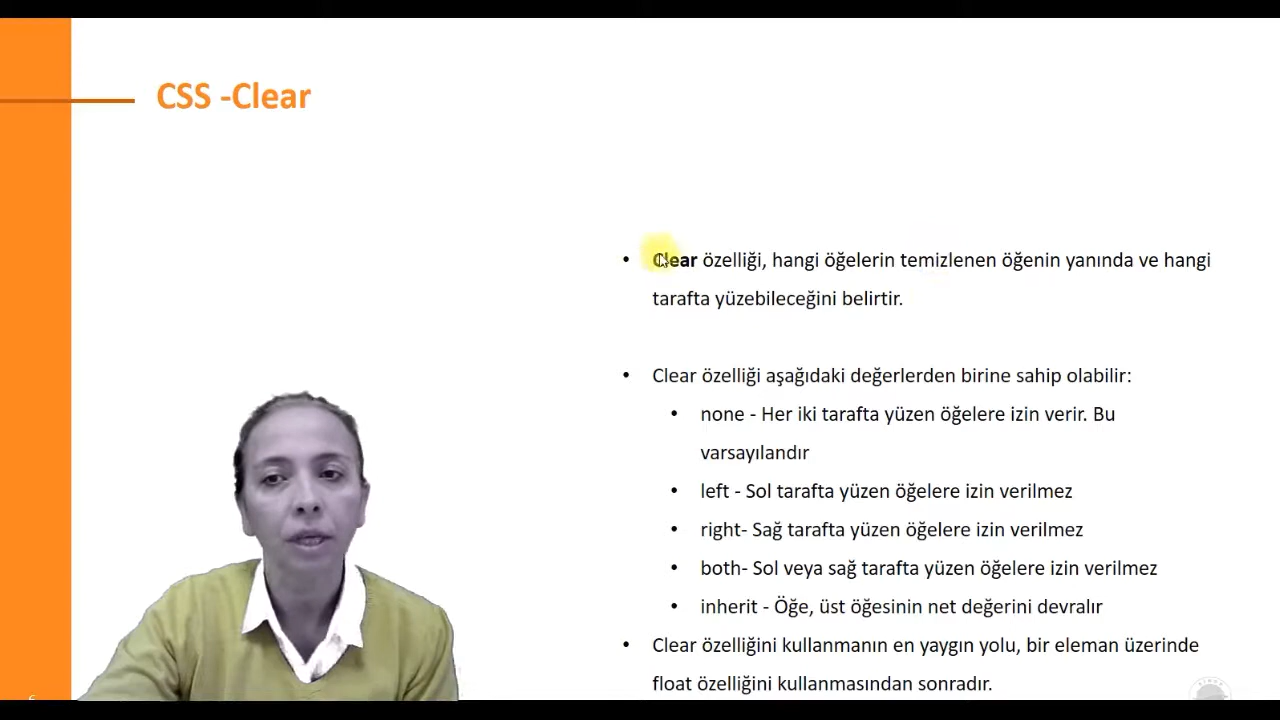 CSS -Clear
• Clear özelliği, hangi öğelerin temizlenen öğenin yanında ve hangi
tarafta yüzebileceğini belirtir.
• Clear özelliği aşağıdaki değerlerden birine sahip olabilir:
• none - Her iki tarafta yüzen öğelere izin verir. Bu
varsayılandır
• left - Sol tarafta yüzen öğelere izin verilmez
• right- Sağ tarafta yüzen öğelere izin verilmez
• both- Sol veya sağ tarafta yüzen öğelere izin verilmez
• inherit - Öğe, üst öğesinin net değerini devralır
• Clear özelliğini kullanmanın en yaygın yolu, bir eleman üzerinde
float özelliğini kullanmasından sonradır.